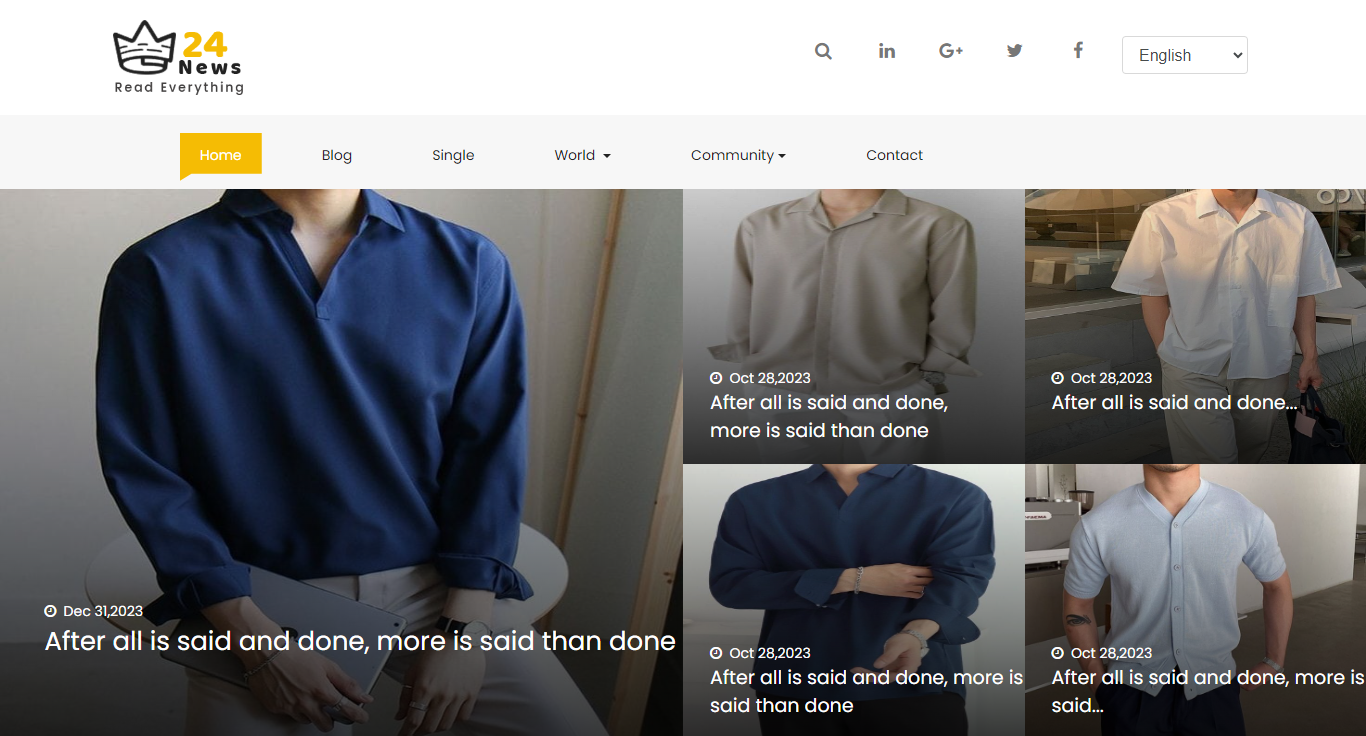 24
News
Read Everything
English
Home
Blog
Single
World
Community
Contact
Dec 31,2023
After all is said and done, more is said than done
Oct 28,2023
After all is said and done,
more is said than done
Oct 28,2023
After all is said and done...
Oct 28,2023
After all is said and done, more is
said than done
Oct 28,2023
After all is said and done, more is
said...